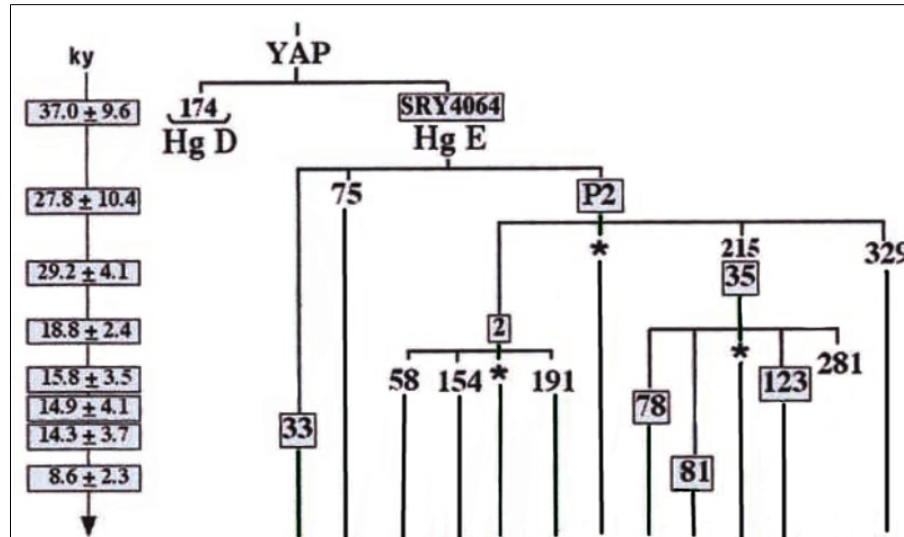 ky
YAP
37.0 ± 9.6
174
SRY4064
Hg D
Hg E
27.8 ± 10.4
75
P2
29.2 ± 4.1
*
215
329
35
18.8 ± 2.4
2
15.8 ± 3.5
58
154
*
191
*
281
14.9 ± 4.1
123
14.3 ± 3.7
33
78
8.6 ± 2.3
81